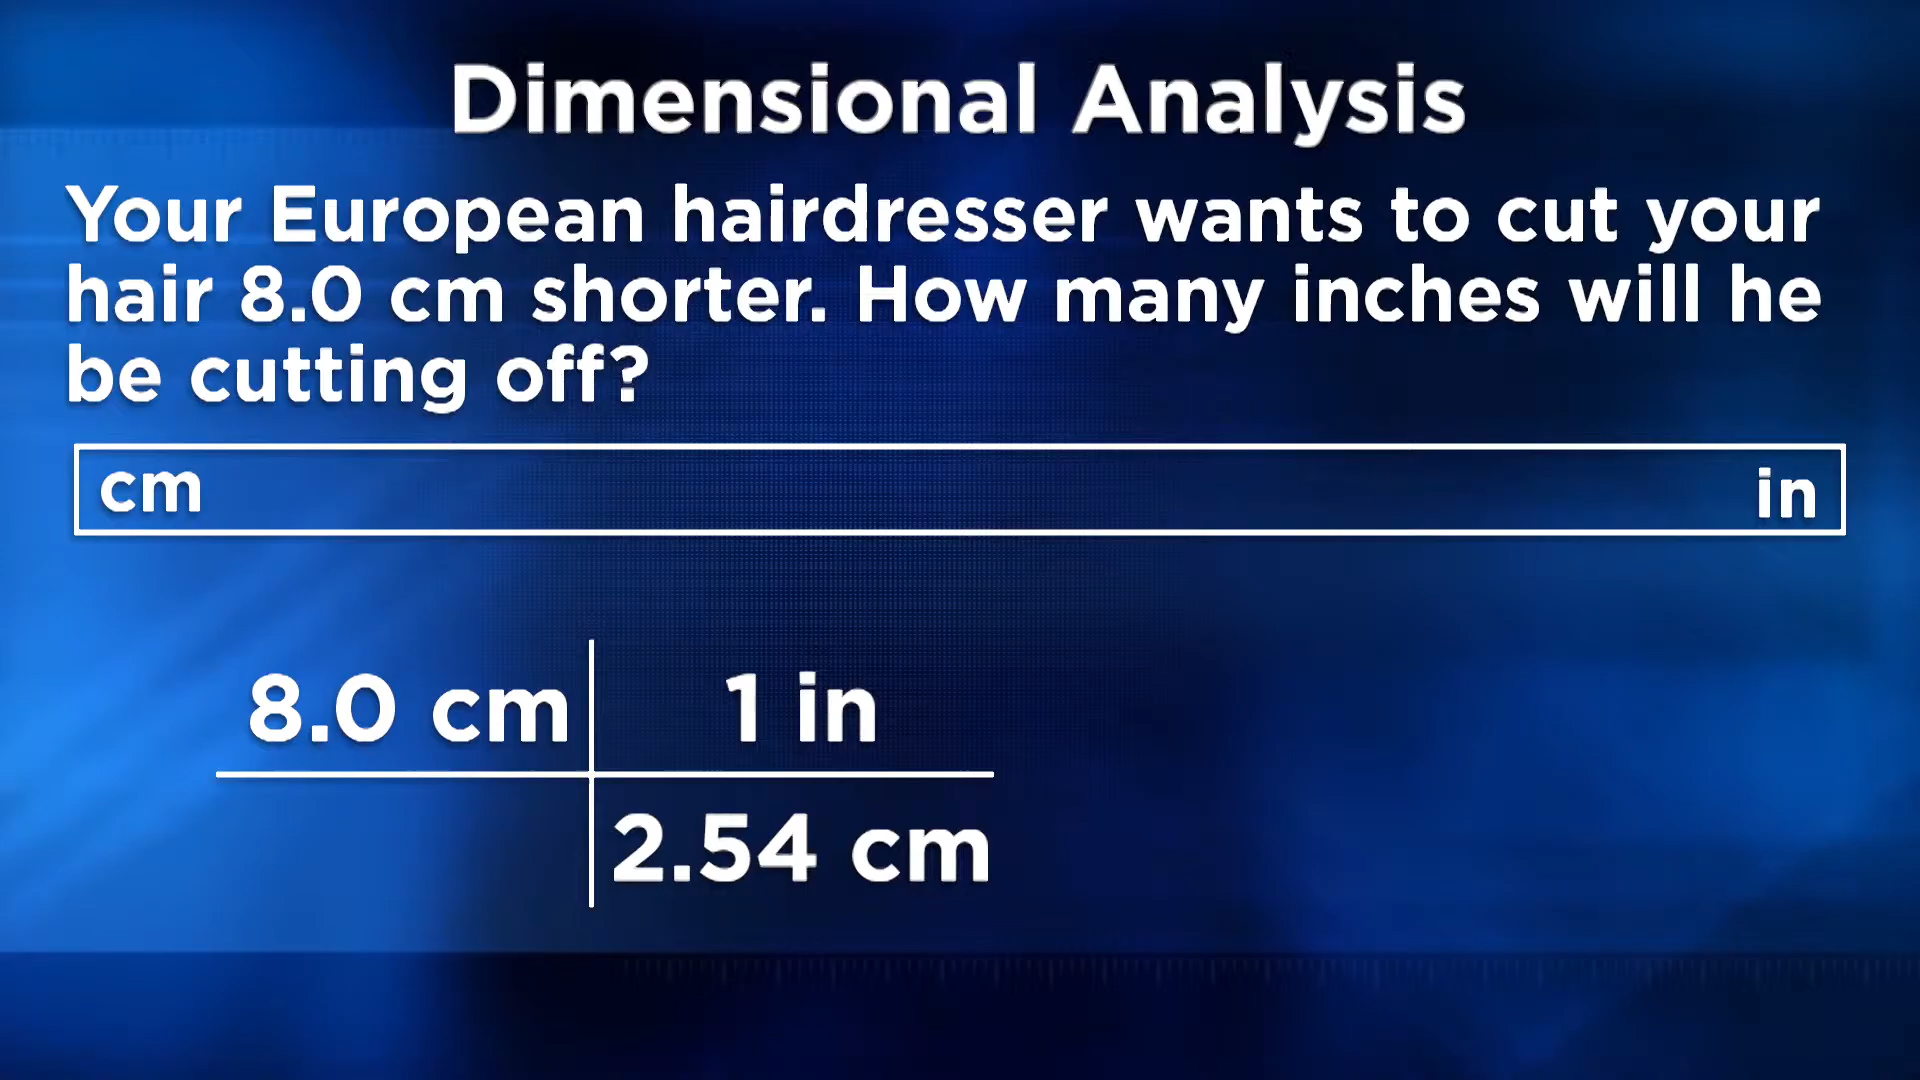 Dimensional Analysis
Your European hairdresser wants to cut your
hair 8.0 cm shorter. How many inches will he
be cutting off?
cm in
8.0 cm 1 in
2.54 cm